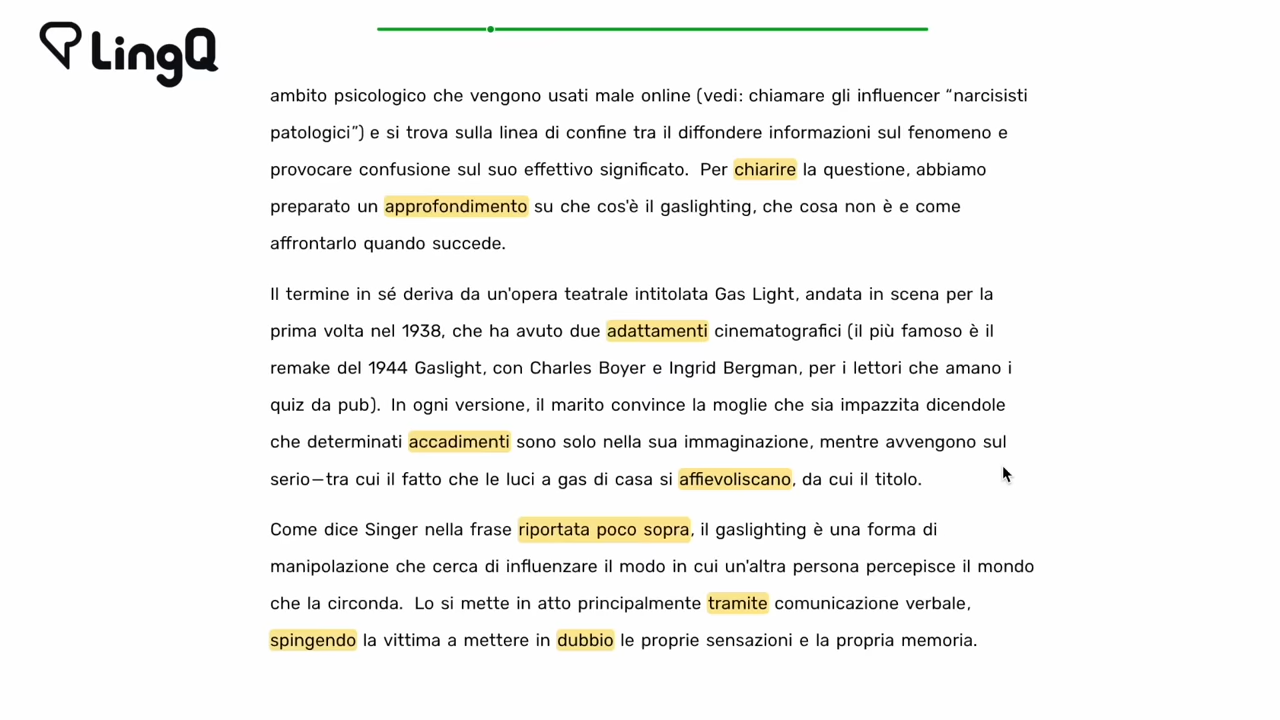 LingQ
ambito psicologico che vengono usati male online (vedi: chiamare gli influencer “narcisisti
patologici”) e si trova sulla linea di confine tra il diffondere informazioni sul fenomeno e
provocare confusione sul suo effettivo significato. Per chiarire la questione, abbiamo
preparato un approfondimento su che cos'è il gaslighting, che cosa non è e come
affrontarlo quando succede.
Il termine in sé deriva da un'opera teatrale intitolata Gas Light, andata in scena per la
prima volta nel 1938, che ha avuto due adattamenti cinematografici (il più famoso è il
remake del 1944 Gaslight, con Charles Boyer e Ingrid Bergman, per i lettori che amano i
quiz da pub). In ogni versione, il marito convince la moglie che sia impazzita dicendole
che determinati accadimenti sono solo nella sua immaginazione, mentre avvengono sul
serio—tra cui il fatto che le luci a gas di casa si affievoliscano, da cui il titolo.
Come dice Singer nella frase riportata poco sopra, il gaslighting è una forma di
manipolazione che cerca di influenzare il modo in cui un'altra persona percepisce il mondo
che la circonda. Lo si mette in atto principalmente tramite comunicazione verbale,
spingendo la vittima a mettere in dubbio le proprie sensazioni e la propria memoria.